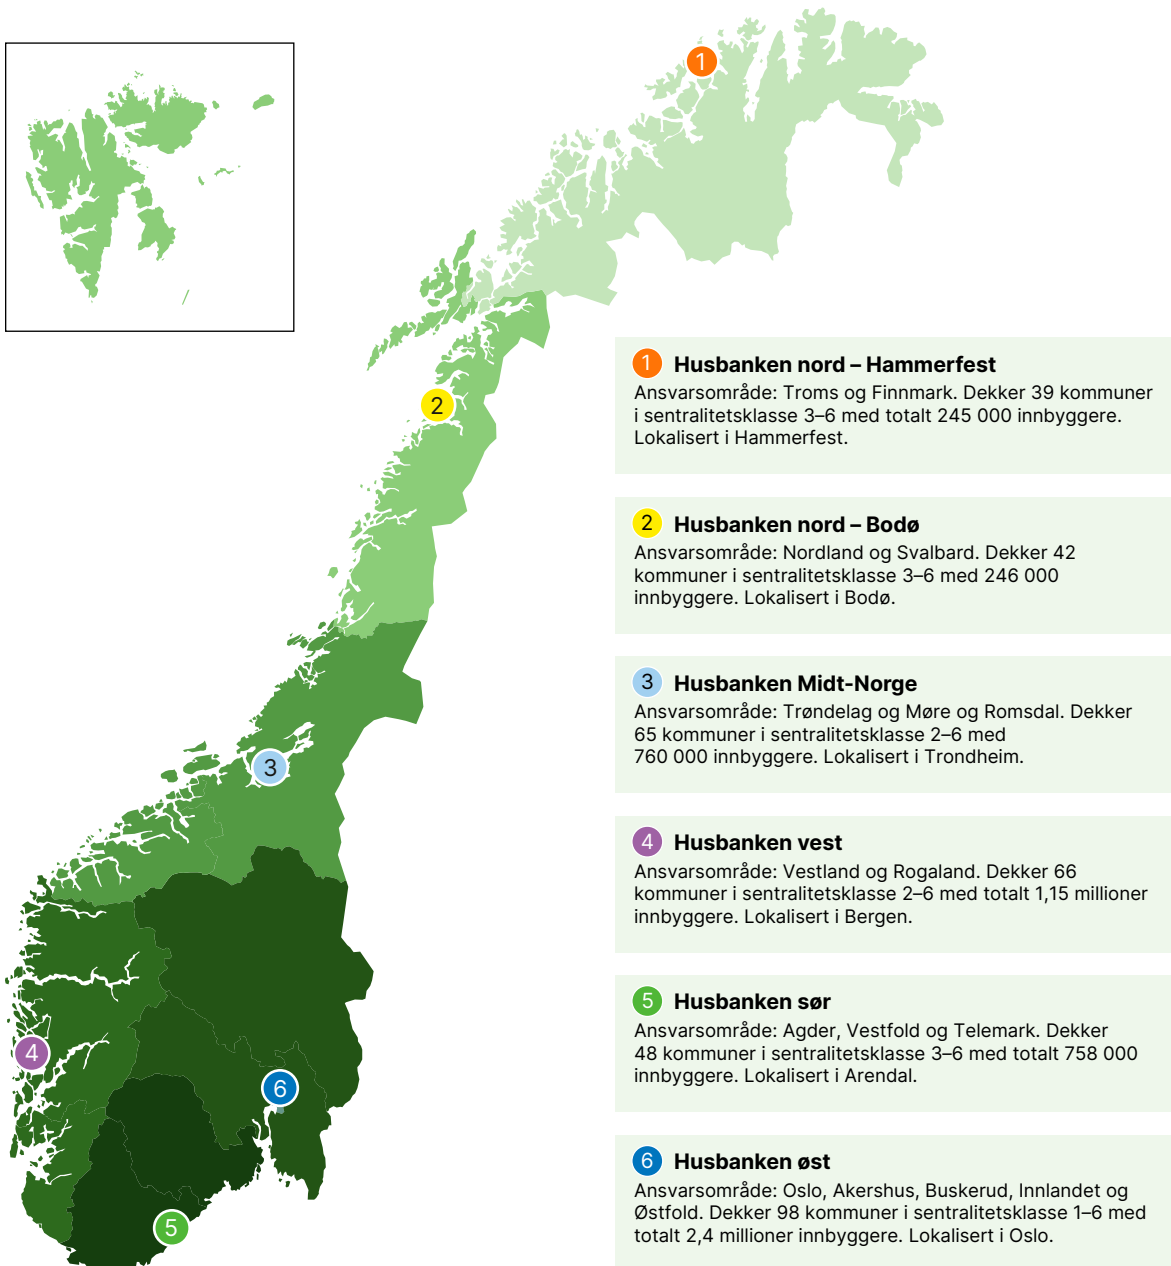 1
2
3
4
5
6
1 Husbanken nord – Hammerfest
Ansvarsområde: Troms og Finnmark. Dekker 39 kommuner
i sentralitetsklasse 3–6 med totalt 245 000 innbyggere.
Lokalisert i Hammerfest.
2 Husbanken nord – Bodø
Ansvarsområde: Nordland og Svalbard. Dekker 42
kommuner i sentralitetsklasse 3–6 med 246 000
innbyggere. Lokalisert i Bodø.
3 Husbanken Midt-Norge
Ansvarsområde: Trøndelag og Møre og Romsdal. Dekker
65 kommuner i sentralitetsklasse 2–6 med
760 000 innbyggere. Lokalisert i Trondheim.
4 Husbanken vest
Ansvarsområde: Vestland og Rogaland. Dekker 66
kommuner i sentralitetsklasse 2–6 med totalt 1,15 millioner
innbyggere. Lokalisert i Bergen.
5 Husbanken sør
Ansvarsområde: Agder, Vestfold og Telemark. Dekker
48 kommuner i sentralitetsklasse 3–6 med totalt 758 000
innbyggere. Lokalisert i Arendal.
6 Husbanken øst
Ansvarsområde: Oslo, Akershus, Buskerud, Innlandet og
Østfold. Dekker 98 kommuner i sentralitetsklasse 1–6 med
totalt 2,4 millioner innbyggere. Lokalisert i Oslo.